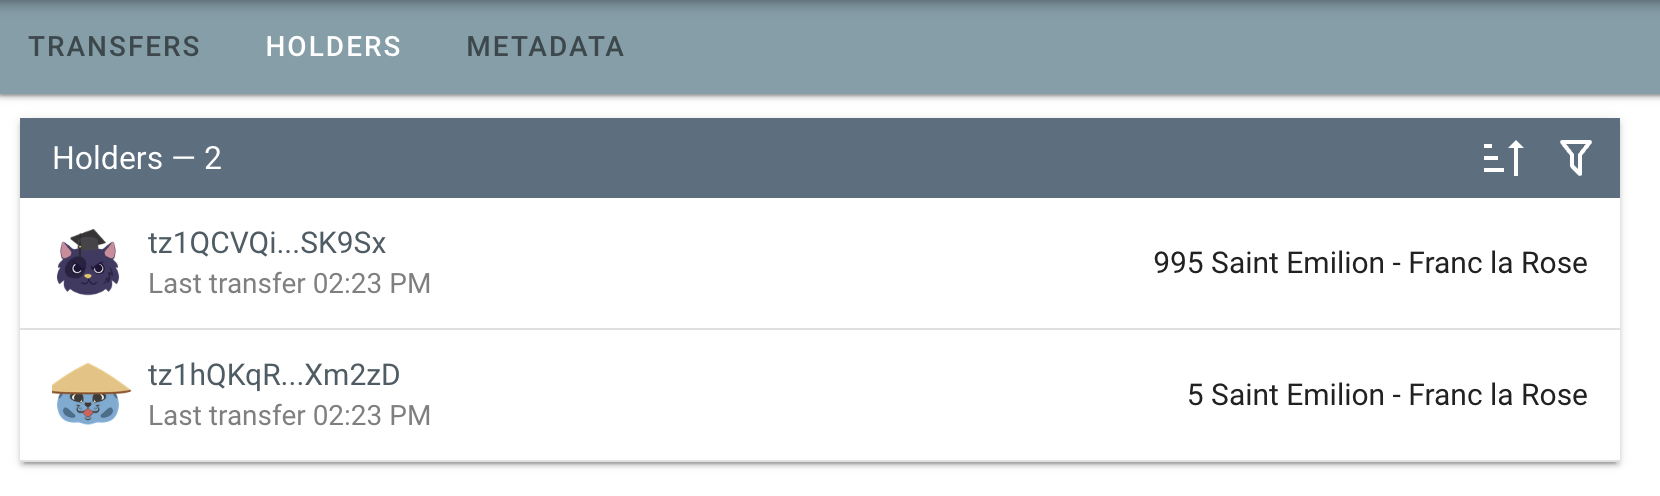 TRANSFERS HOLDERS METADATA
Holders — 2
tz1QCVQi...SK9Sx
Last transfer 02:23 PM
995 Saint Emilion - Franc la Rose
tz1hQKqR...Xm2zD
Last transfer 02:23 PM
5 Saint Emilion - Franc la Rose